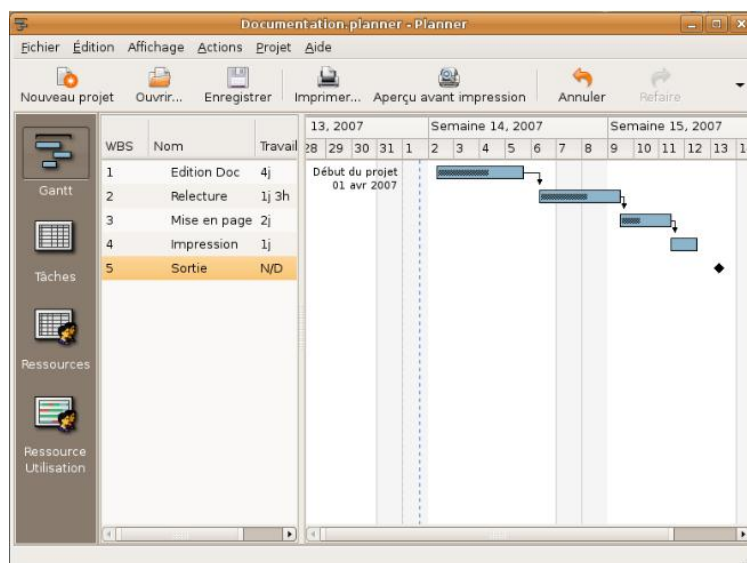 Documentation.planner - Planner
Fichier Édition Affichage Actions Projet Aide
Nouveau projet Ouvrir... Enregistrer Imprimer... Aperçu avant impression Annuler Refaire
13, 2007 Semaine 14, 2007 Semaine 15, 2007
WBS Nom Travail 28 29 30 31 1 2 3 4 5 6 7 8 9 10 11 12 13 1
Gantt
Tâches
Ressources
Ressource
Utilisation
1 Edition Doc 4j
2 Relecture 1j 3h
3 Mise en page 2j
4 Impression 1j
5 Sortie N/D
Début du projet
01 avr 2007